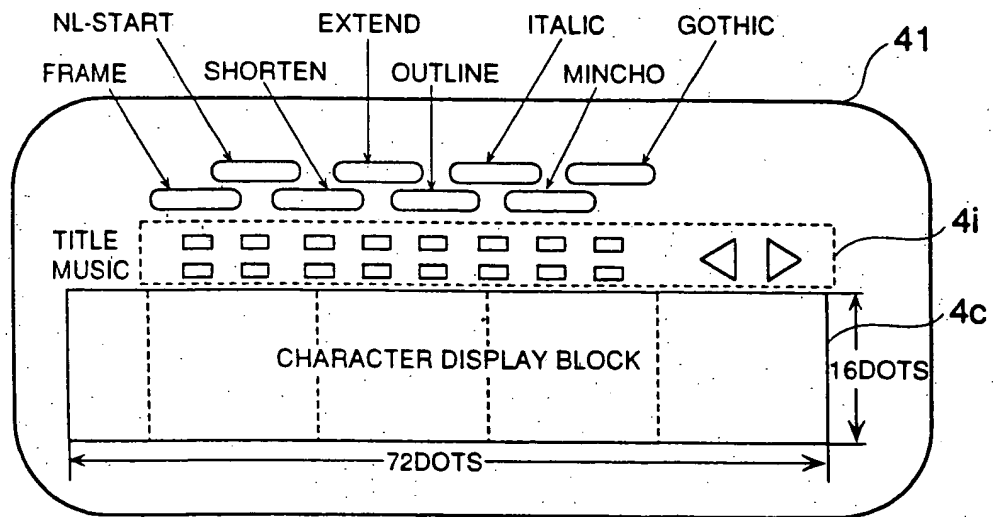 NL-START EXTEND ITALIC GOTHIC 41
FRAME SHORTEN OUTLINE MINCHO
TITLE 4i
MUSIC
4c
CHARACTER DISPLAY BLOCK 16DOTS
72DOTS